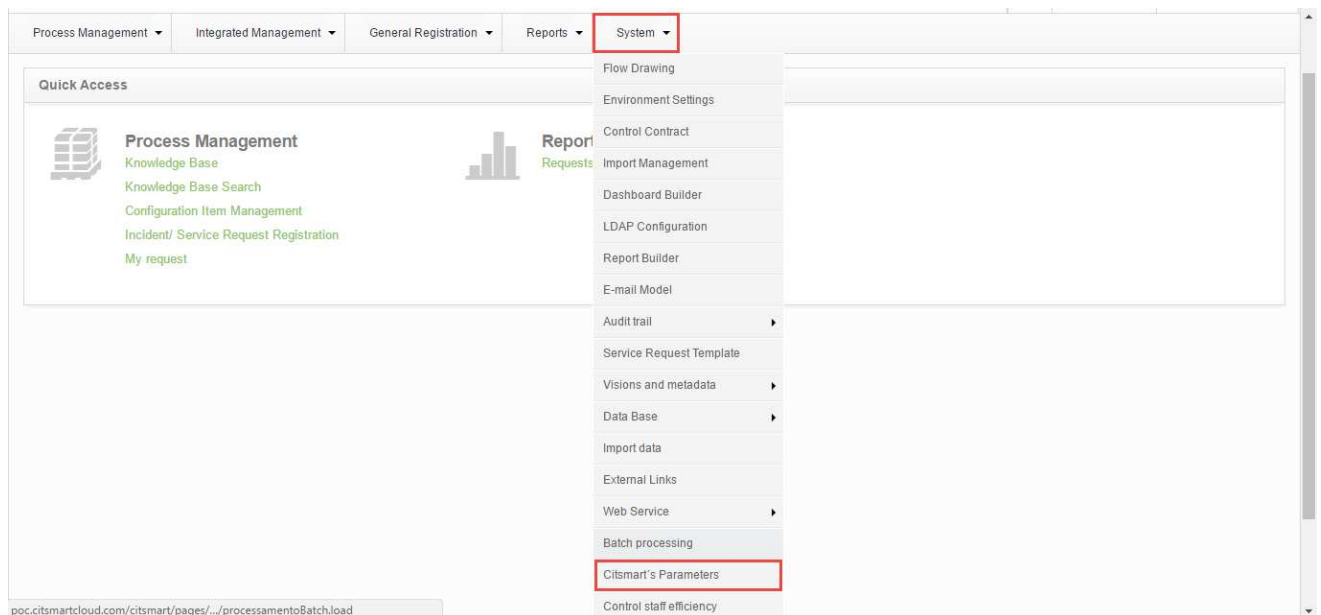 Process Management
Integrated Management
General Registration
Reports
System
Quick Access
Process Management
Knowledge Base
Knowledge Base Search
Configuration Item Management
Incident/ Service Request Registration
My request
Report
Requests
Flow Drawing
Environment Settings
Control Contract
Import Management
Dashboard Builder
LDAP Configuration
Report Builder
E-mail Model
Audit trail
Service Request Template
Visions and metadata
Data Base
Import data
External Links
Web Service
Batch processing
Citsmart´s Parameters
Control staff efficiency
poc.citsmartcloud.com/citsmart/pages/.../processamentoBatch.load